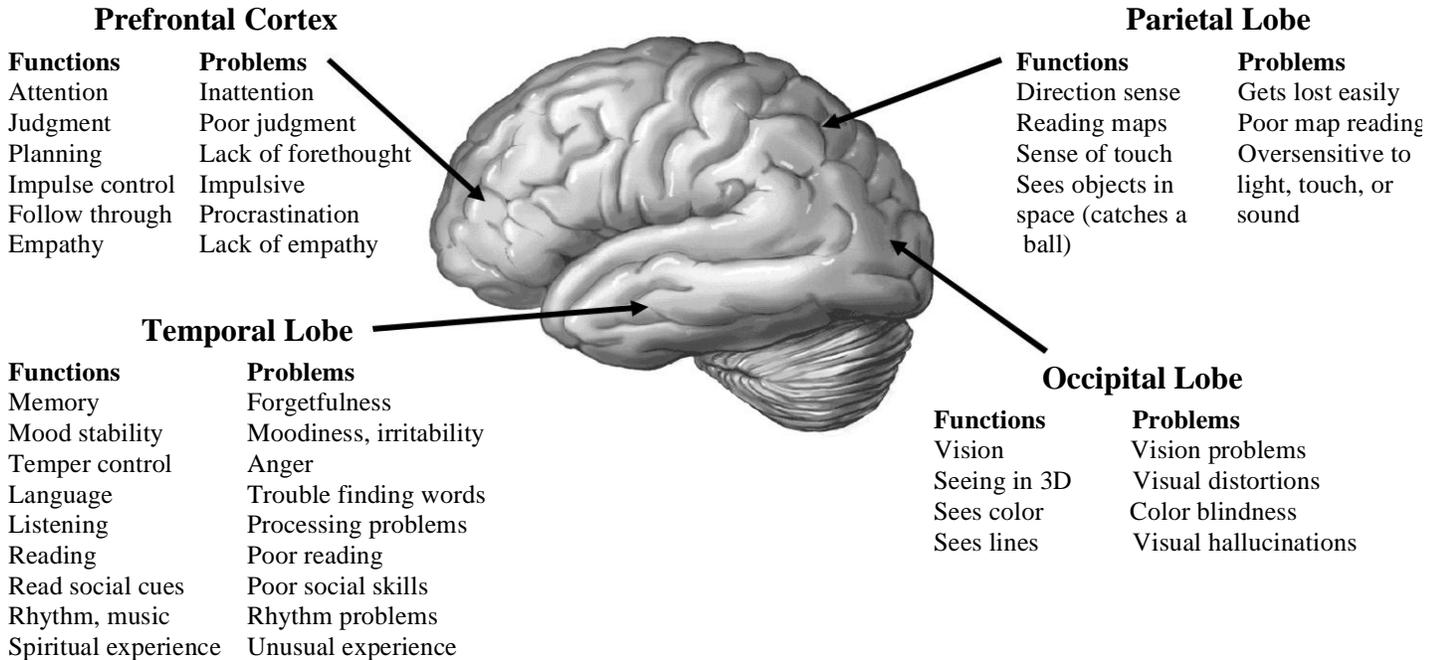 Prefrontal Cortex
Functions Problems
Attention Inattention
Judgment Poor judgment
Planning Lack of forethought
Impulse control Impulsive
Follow through Procrastination
Empathy Lack of empathy
Parietal Lobe
Functions Problems
Direction sense Gets lost easily
Reading maps Poor map reading
Sense of touch Oversensitive to
Sees objects in light, touch, or
space (catches a sound
ball)
Temporal Lobe
Functions Problems
Memory Forgetfulness
Mood stability Moodiness, irritability
Temper control Anger
Language Trouble finding words
Listening Processing problems
Reading Poor reading
Read social cues Poor social skills
Rhythm, music Rhythm problems
Spiritual experience Unusual experience
Occipital Lobe
Functions Problems
Vision Vision problems
Seeing in 3D Visual distortions
Sees color Color blindness
Sees lines Visual hallucinations